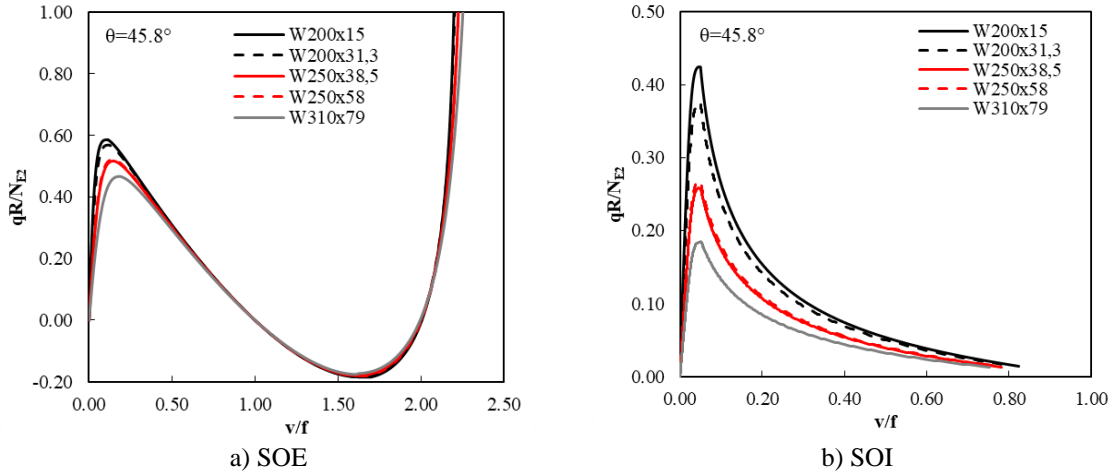 1.00
0.80
0.60
0.40
0.20
0.00
-0.20
qR/N_E2
θ=45.8°
W200x15
W200x31,3
W250x38,5
W250x58
W310x79
0.00 0.50 1.00 1.50 2.00 2.50
v/f
a) SOE
0.50
0.40
0.30
0.20
0.10
0.00
qR/N_E2
θ=45.8°
W200x15
W200x31,3
W250x38,5
W250x58
W310x79
0.00 0.20 0.40 0.60 0.80 1.00
v/f
b) SOI